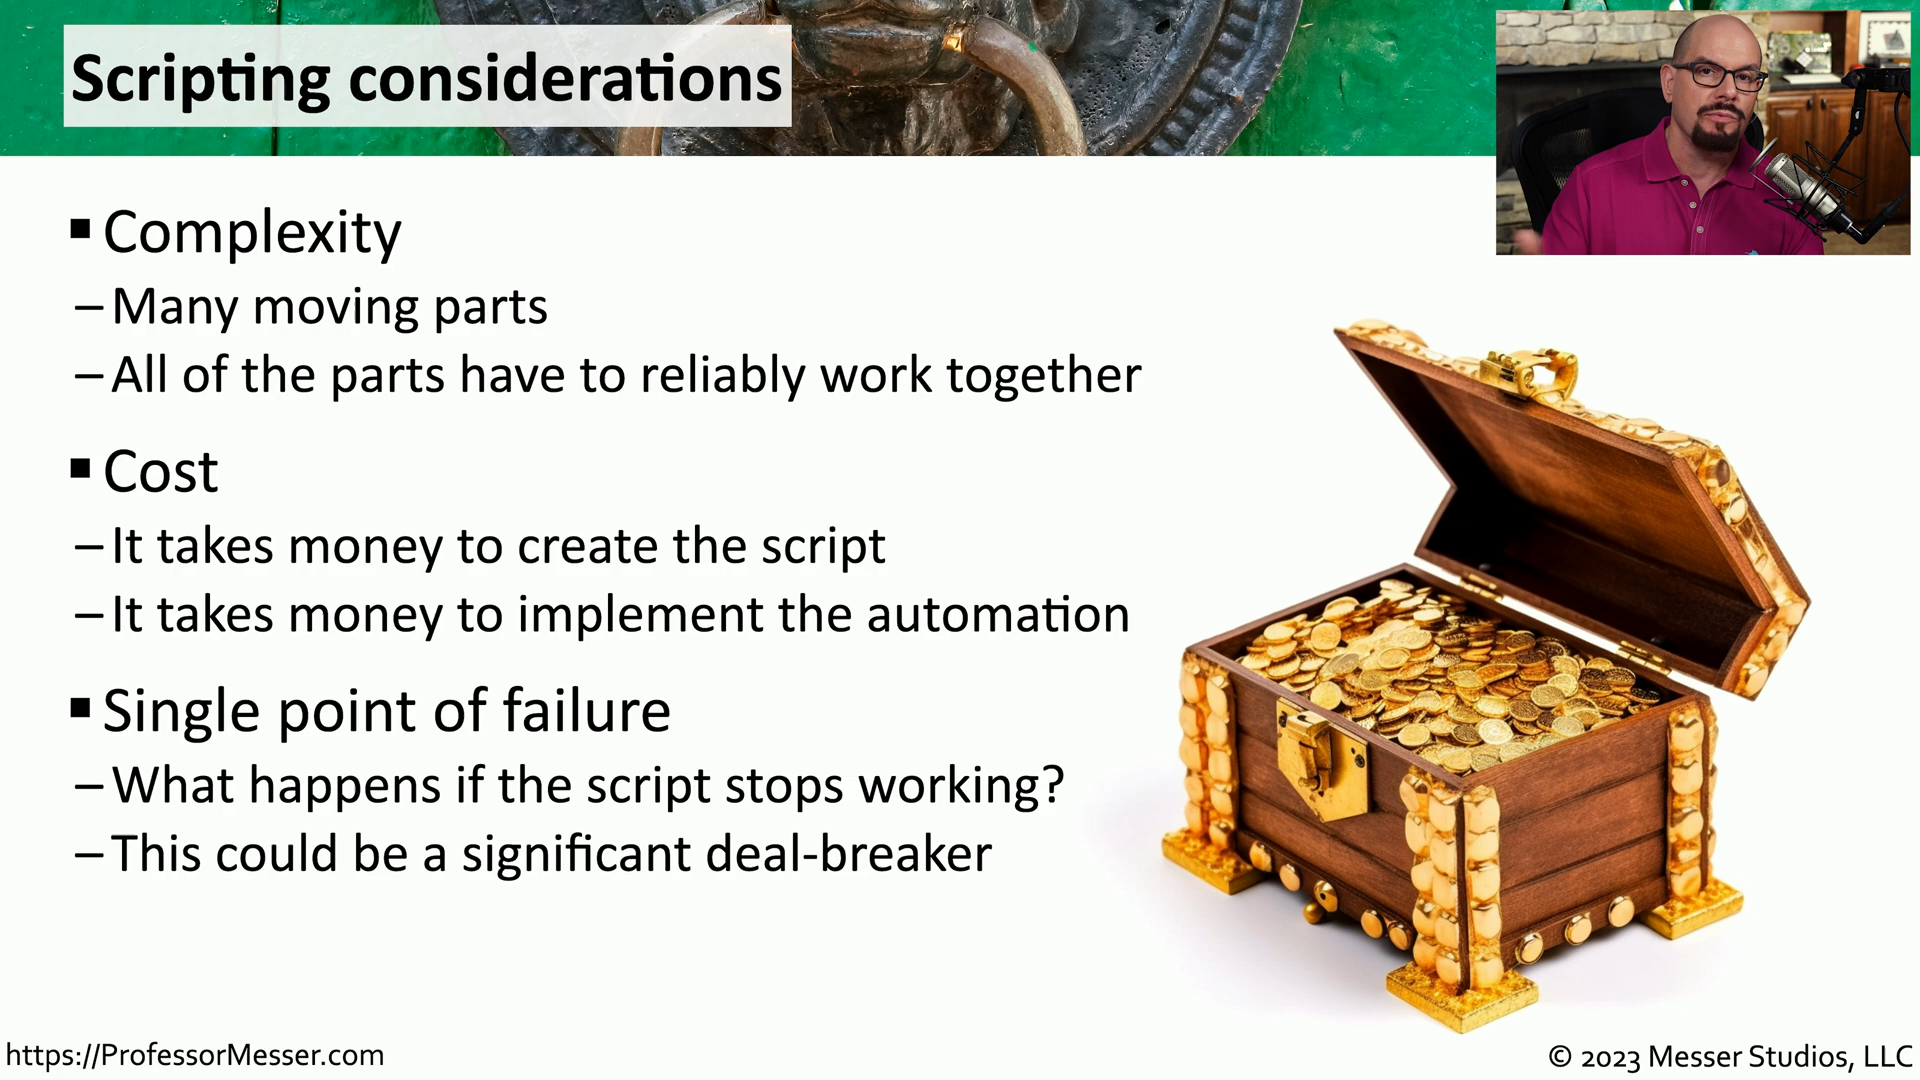 Scripting considerations
▪ Complexity
– Many moving parts
– All of the parts have to reliably work together
▪ Cost
– It takes money to create the script
– It takes money to implement the automation
▪ Single point of failure
– What happens if the script stops working?
– This could be a significant deal-breaker
https://ProfessorMesser.com
© 2023 Messer Studios, LLC